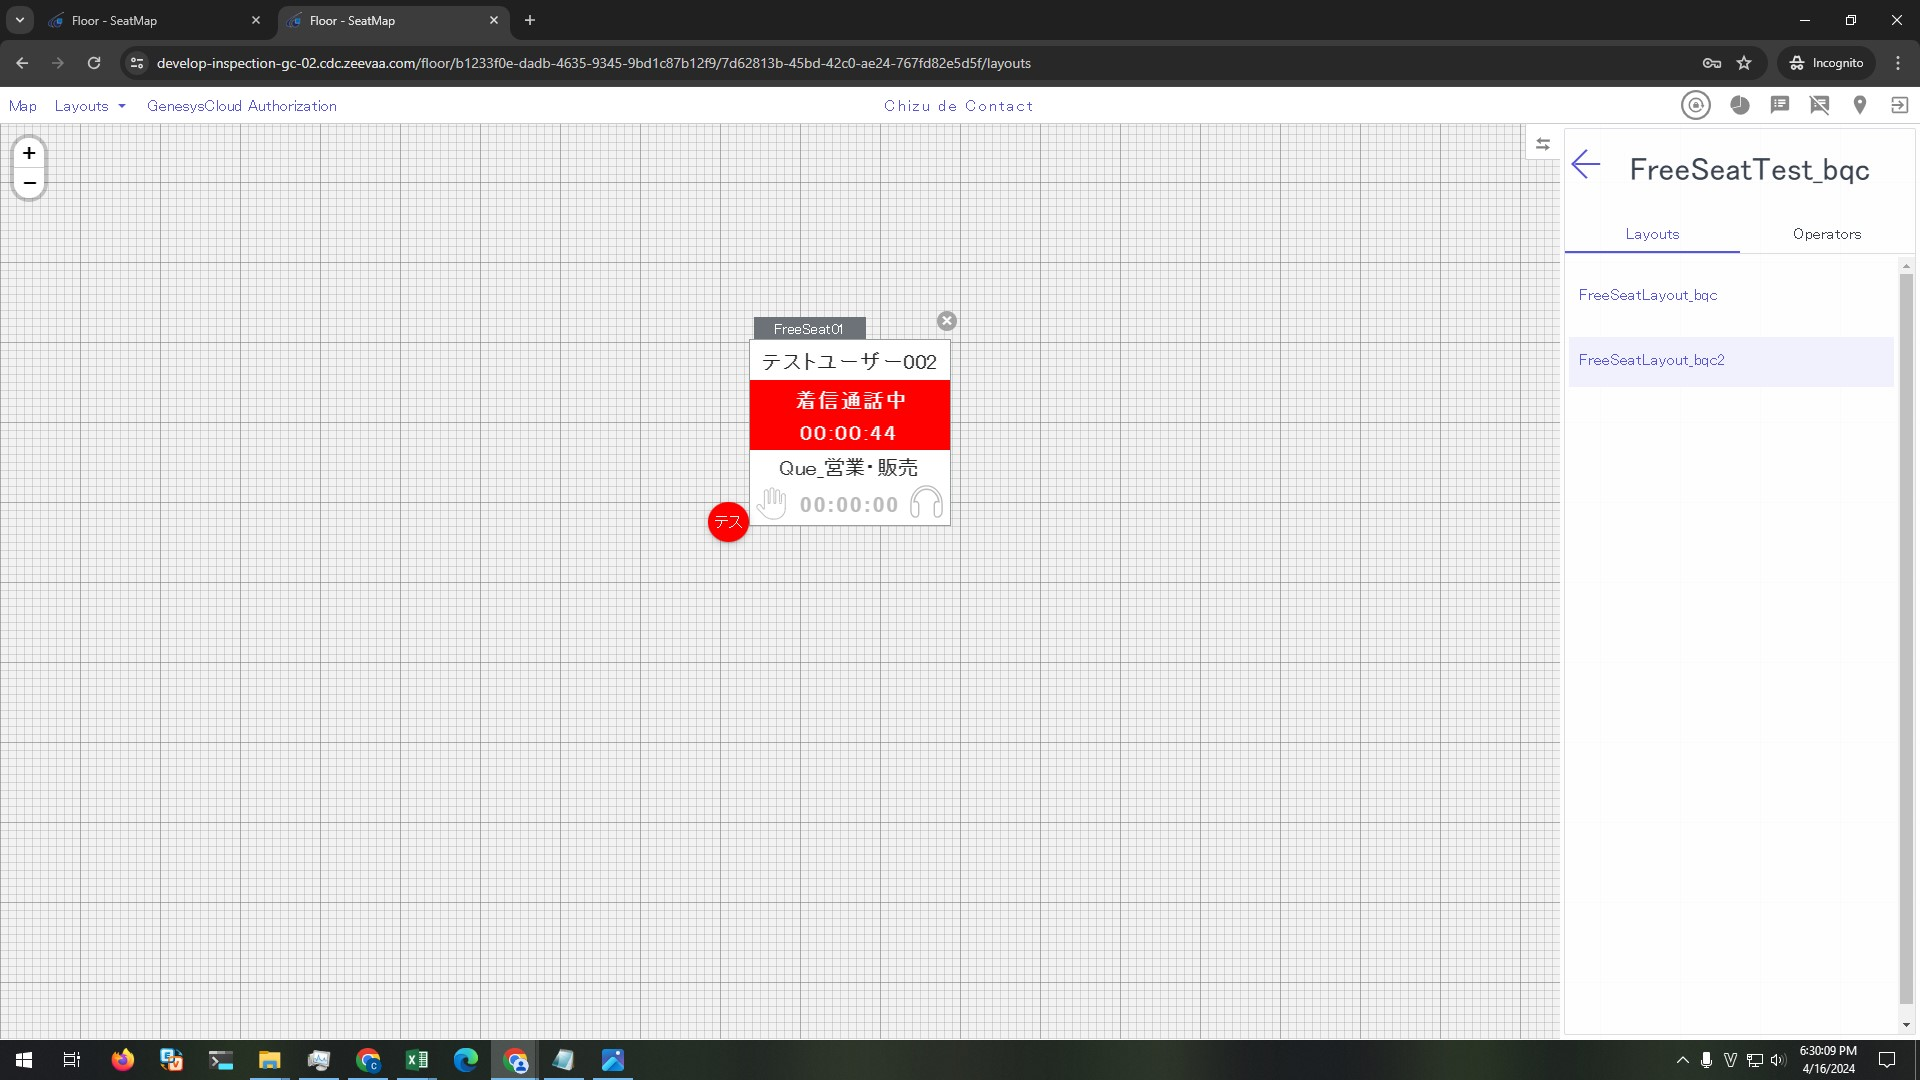 Floor - SeatMap
Floor - SeatMap
develop-inspection-gc-02.cdc.zeevaa.com/floor/b1233f0e-dadb-4635-9345-9bd1c87b12f9/7d62813b-45bd-42c0-ae24-767fd82e5d5f/layouts
Incognito
Map Layouts GenesysCloud Authorization
Chizu de Contact
+
−
FreeSeat01
テストユーザー002
着信通話中
00:00:44
Que_営業・販売
00:00:00
テス
FreeSeatTest_bqc
Layouts Operators
FreeSeatLayout_bqc
FreeSeatLayout_bqc2
6:30:09 PM
4/16/2024